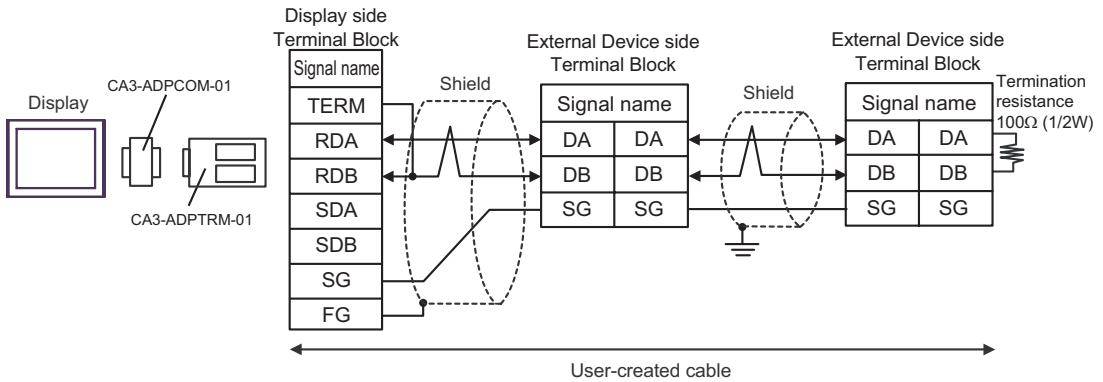 Display
CA3-ADPCOM-01
CA3-ADPTRM-01
Display side
Terminal Block
Signal name
TERM
RDA
RDB
SDA
SDB
SG
FG
Shield
External Device side
Terminal Block
Signal name
DA DA
DB DB
SG SG
Shield
External Device side
Terminal Block
Signal name
DA DA
DB DB
SG SG
Termination
resistance
100Ω (1/2W)
User-created cable